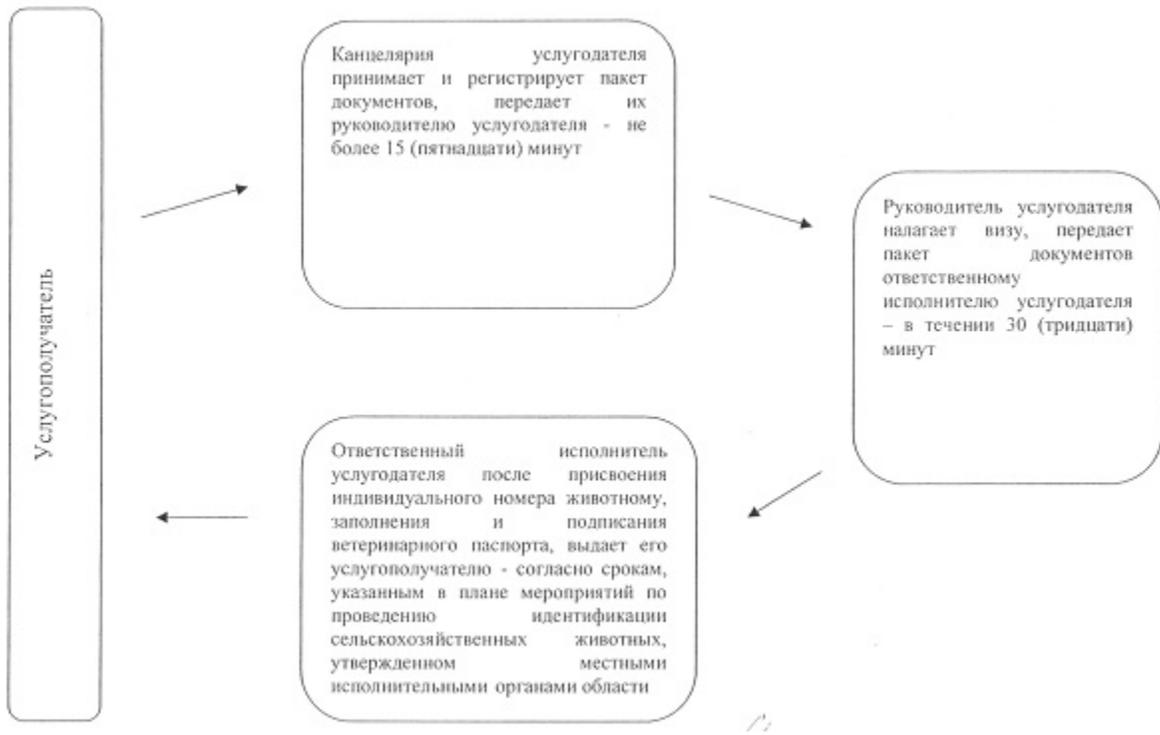 Услугополучатель
Канцелярия услугодателя
принимает и регистрирует пакет
документов, передает их
руководителю услугодателя - не
более 15 (пятнадцати) минут
Руководитель услугодателя
налагает визу, передает
пакет документов
ответственному
исполнителю услугодателя
– в течении 30 (тридцати)
минут
Ответственный исполнитель
услугодателя после присвоения
индивидуального номера животному,
заполнения и подписания
ветеринарного паспорта, выдает его
услугополучателю - согласно срокам,
указанным в плане мероприятий по
проведению идентификации
сельскохозяйственных животных,
утвержденном местными
исполнительными органами области